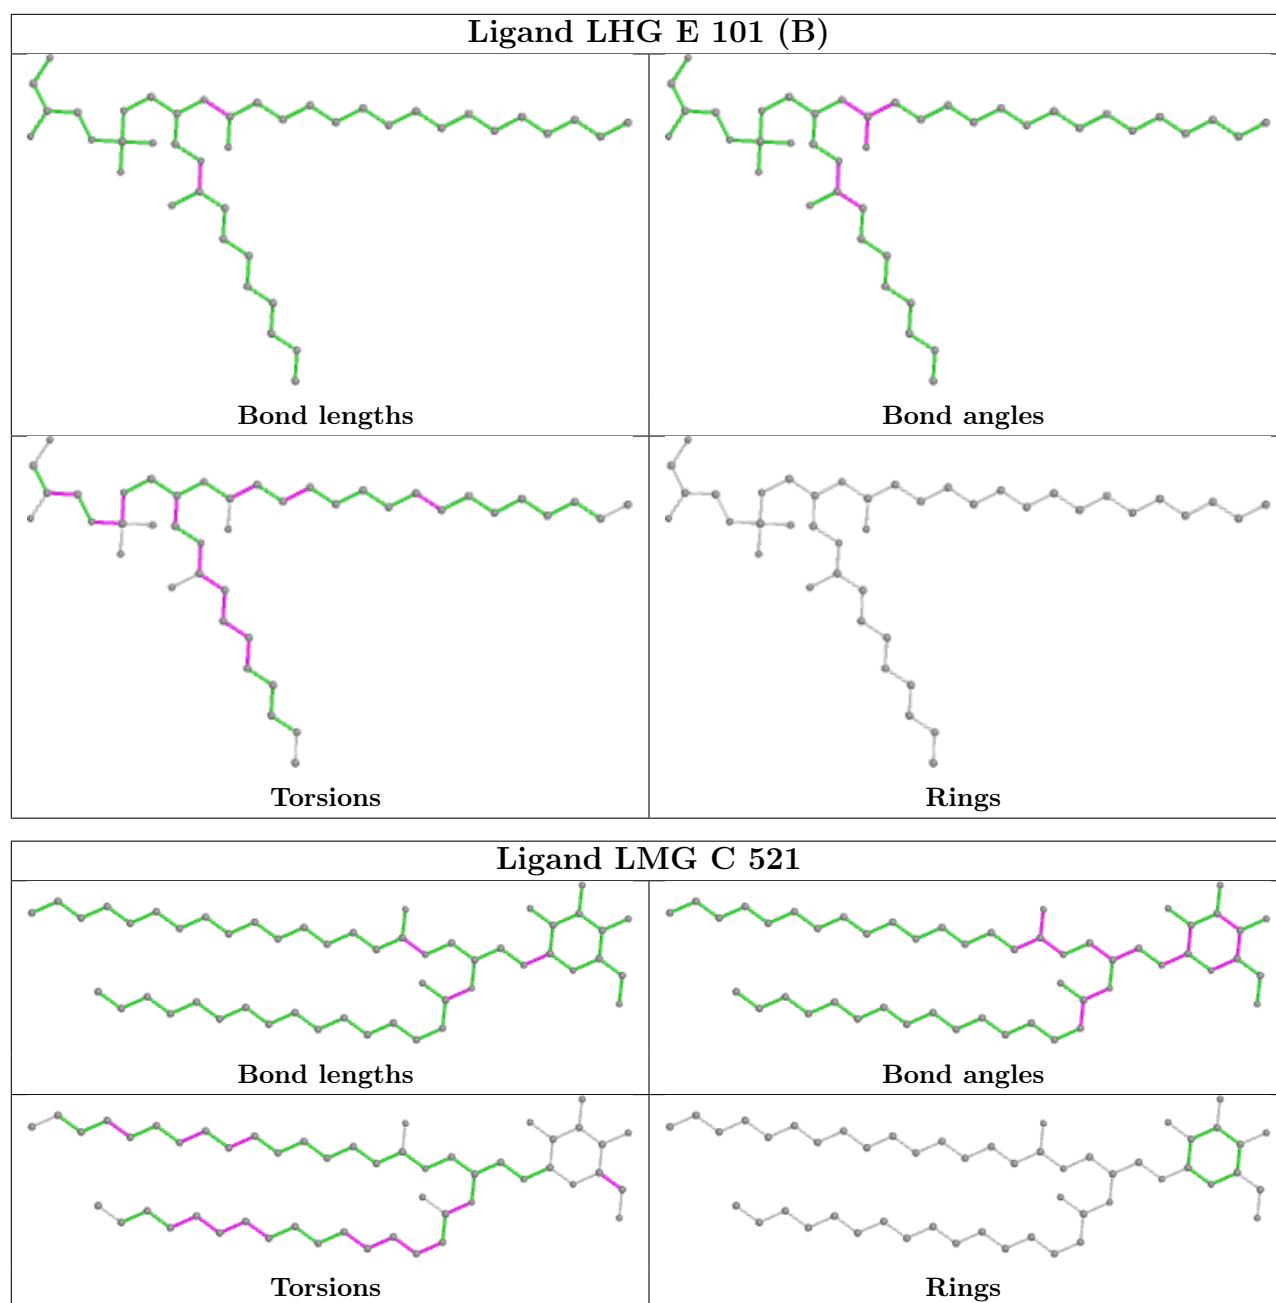 Ligand LHG E 101 (B)
Bond lengths
Bond angles
Torsions
Rings
Ligand LMG C 521
Bond lengths
Bond angles
Torsions
Rings